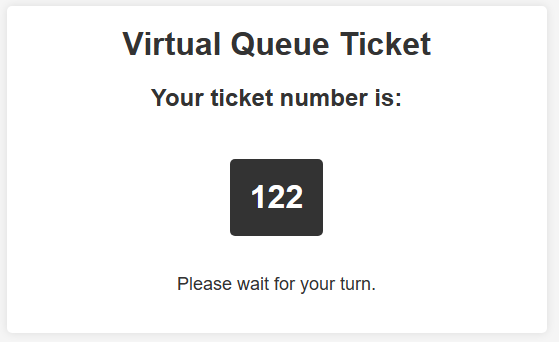 Virtual Queue Ticket
Your ticket number is:
122
Please wait for your turn.